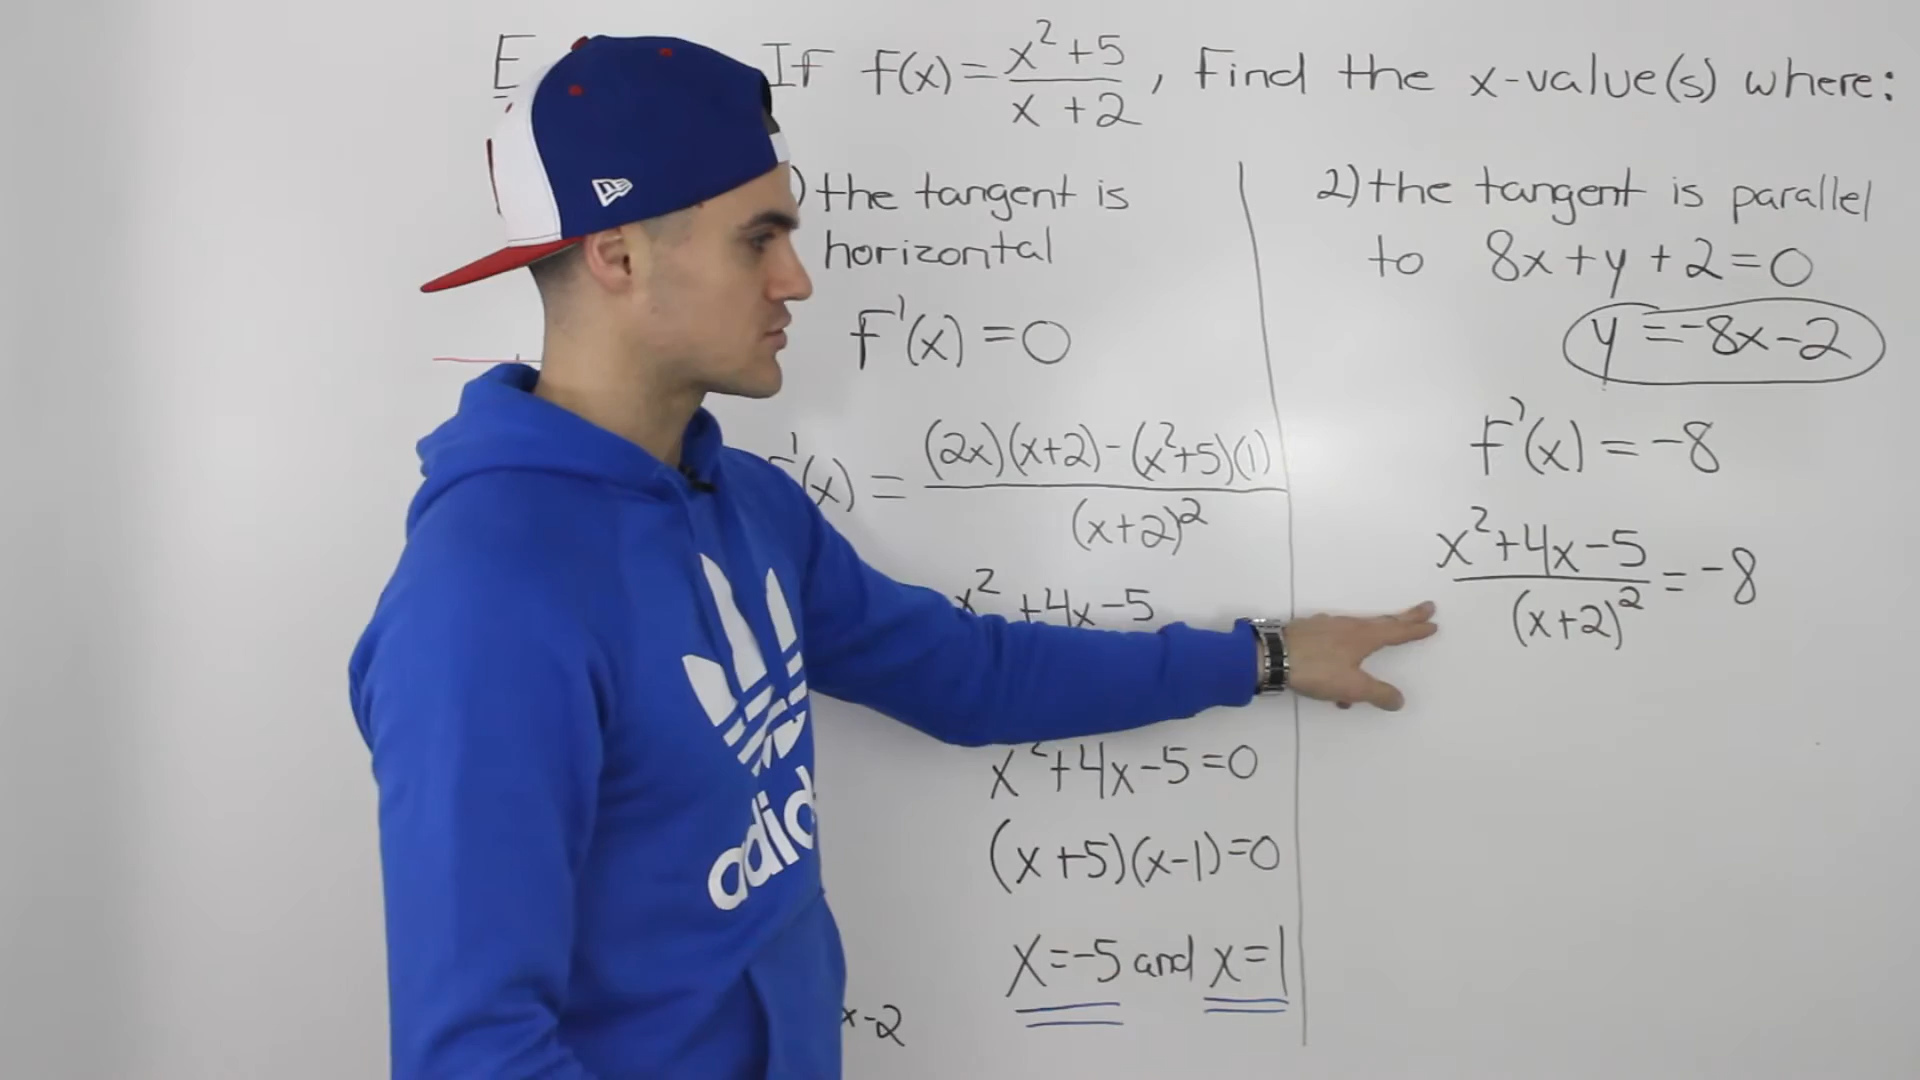 If f(x) = (x²+5)/(x+2), find the x-value(s) where:
) the tangent is
horizontal
f'(x) = 0
'(x) = ((2x)(x+2)-(x²+5)(1))/((x+2)²)
x²+4x-5
x²+4x-5=0
(x+5)(x-1)=0
x=-5 and x=1
x-2
2) the tangent is parallel
to 8x+y+2=0
y=-8x-2
f'(x) = -8
(x²+4x-5)/((x+2)²) = -8
adid